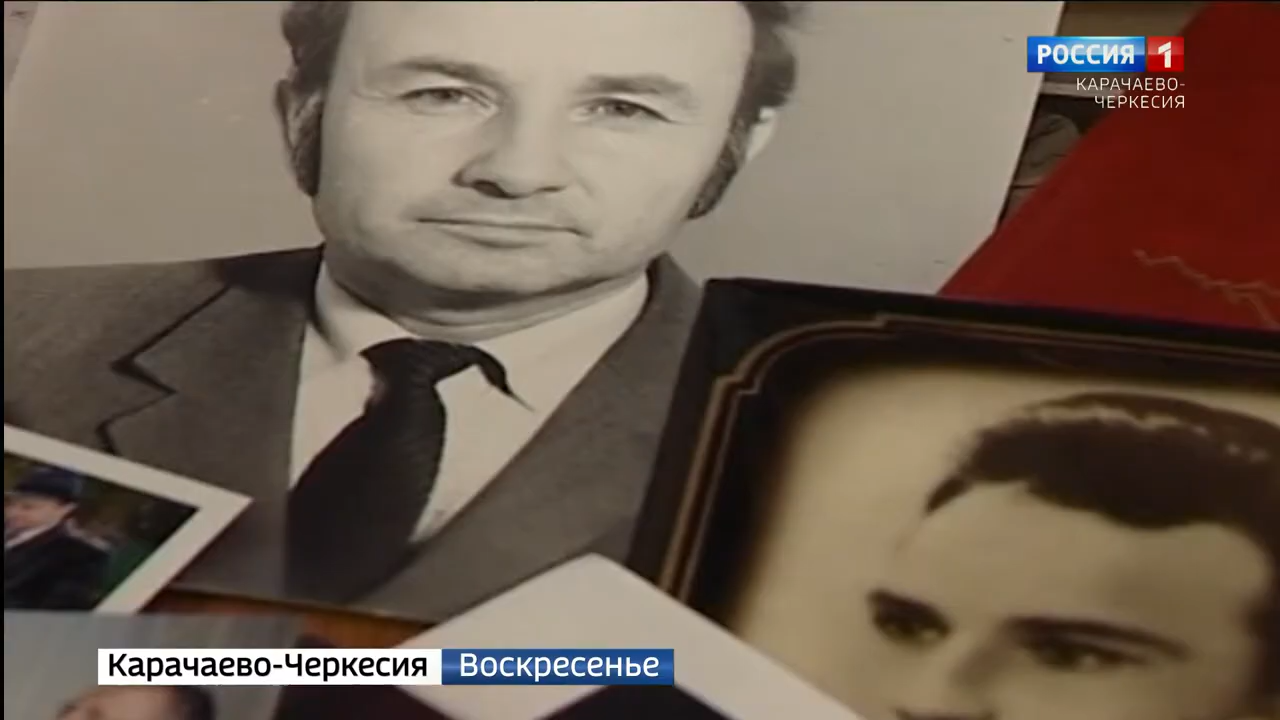 РОССИЯ 1
КАРАЧАЕВО-
ЧЕРКЕСИЯ
Карачаево-Черкесия Воскресенье